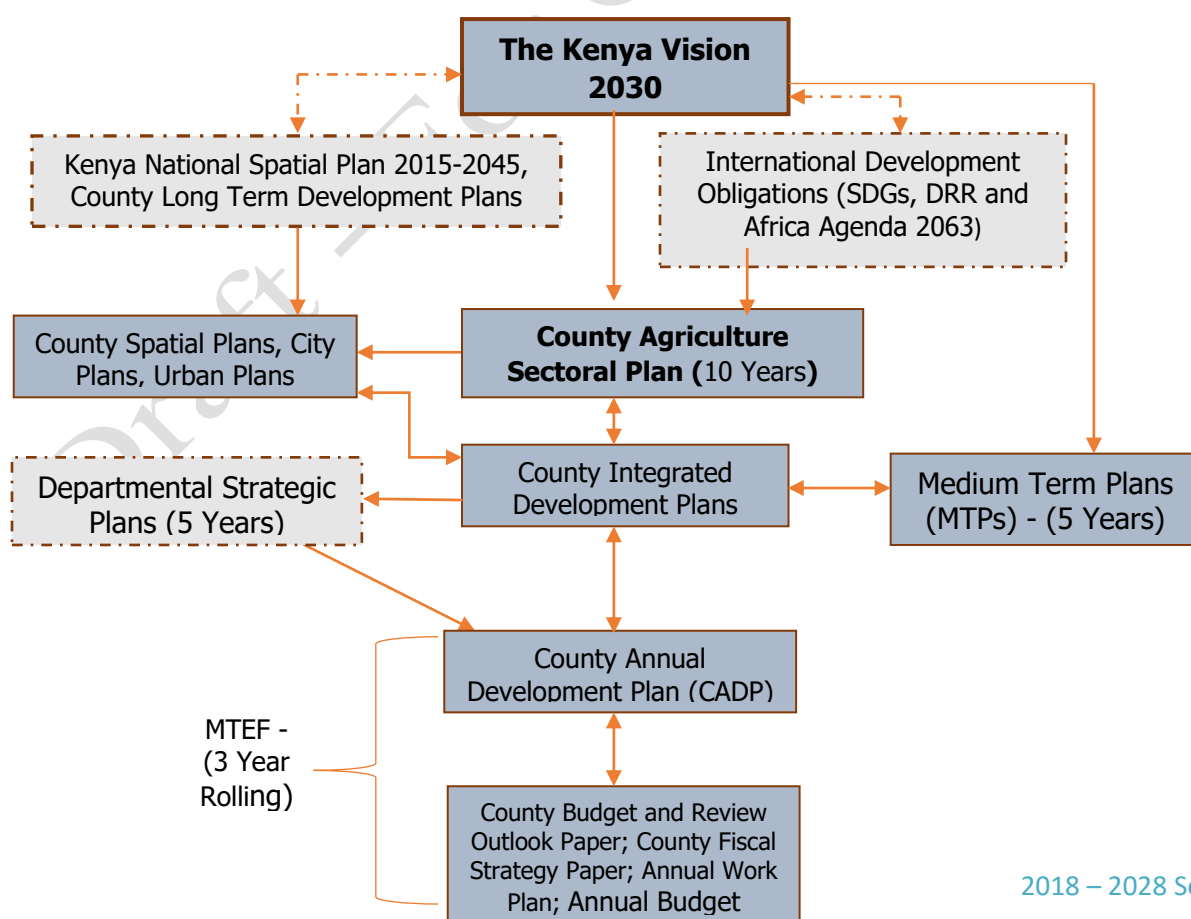 The Kenya Vision
2030
Kenya National Spatial Plan 2015-2045,
County Long Term Development Plans
International Development
Obligations (SDGs, DRR and
Africa Agenda 2063)
County Spatial Plans, City
Plans, Urban Plans
County Agriculture
Sectoral Plan (10 Years)
Departmental Strategic
Plans (5 Years)
County Integrated
Development Plans
Medium Term Plans
(MTPs) - (5 Years)
County Annual
Development Plan (CADP)
MTEF -
(3 Year
Rolling)
County Budget and Review
Outlook Paper; County Fiscal
Strategy Paper; Annual Work
Plan; Annual Budget
2018 – 2028 Se
Draft –